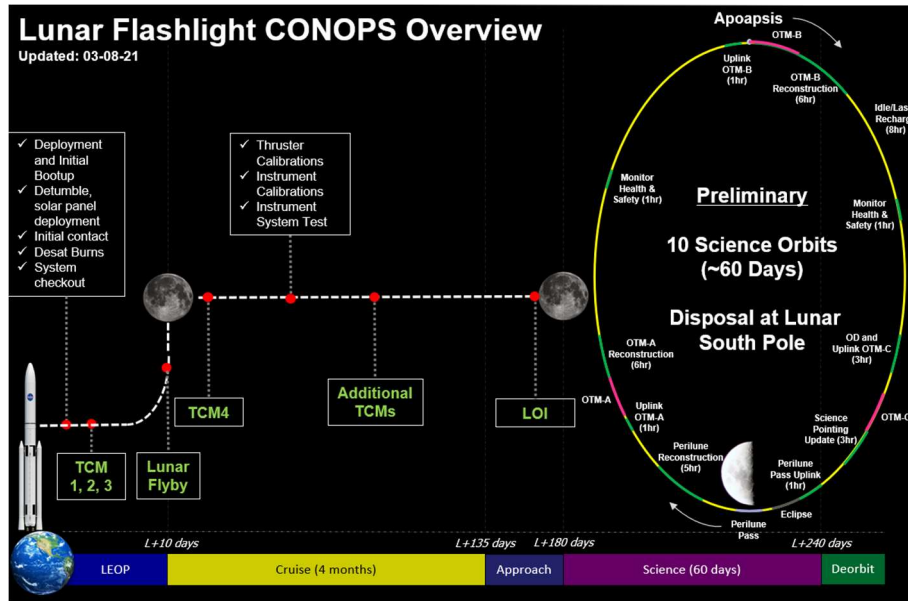 Lunar Flashlight CONOPS Overview
Updated: 03-08-21
✓ Deployment
and Initial
Bootup
✓ Detumble,
solar panel
deployment
✓ Initial contact
✓ Desat Burns
✓ System
checkout
✓ Thruster
Calibrations
✓ Instrument
Calibrations
✓ Instrument
System Test
TCM
1, 2, 3
Lunar
Flyby
TCM4
Additional
TCMs
LOI
Apoapsis
OTM-B
Uplink
OTM-B
(1hr)
OTM-B
Reconstruction
(6hr)
Idle/Las
Recharg
(8hr)
Monitor
Health &
Safety (1hr)
Monitor
Health &
Safety
(1hr)
Preliminary
10 Science Orbits
(~60 Days)
Disposal at Lunar
South Pole
OTM-A
Reconstruction
(6hr)
OD and
Uplink OTM-C
(3hr)
OTM-A
Uplink
OTM-A
(1hr)
OTM-C
Science
Pointing
Update (3hr)
Perilune
Reconstruction
(5hr)
Perilune
Pass Uplink
(1hr)
Eclipse
Perilune
Pass
L+10 days
L+135 days
L+180 days
L+240 days
LEOP
Cruise (4 months)
Approach
Science (60 days)
Deorbit